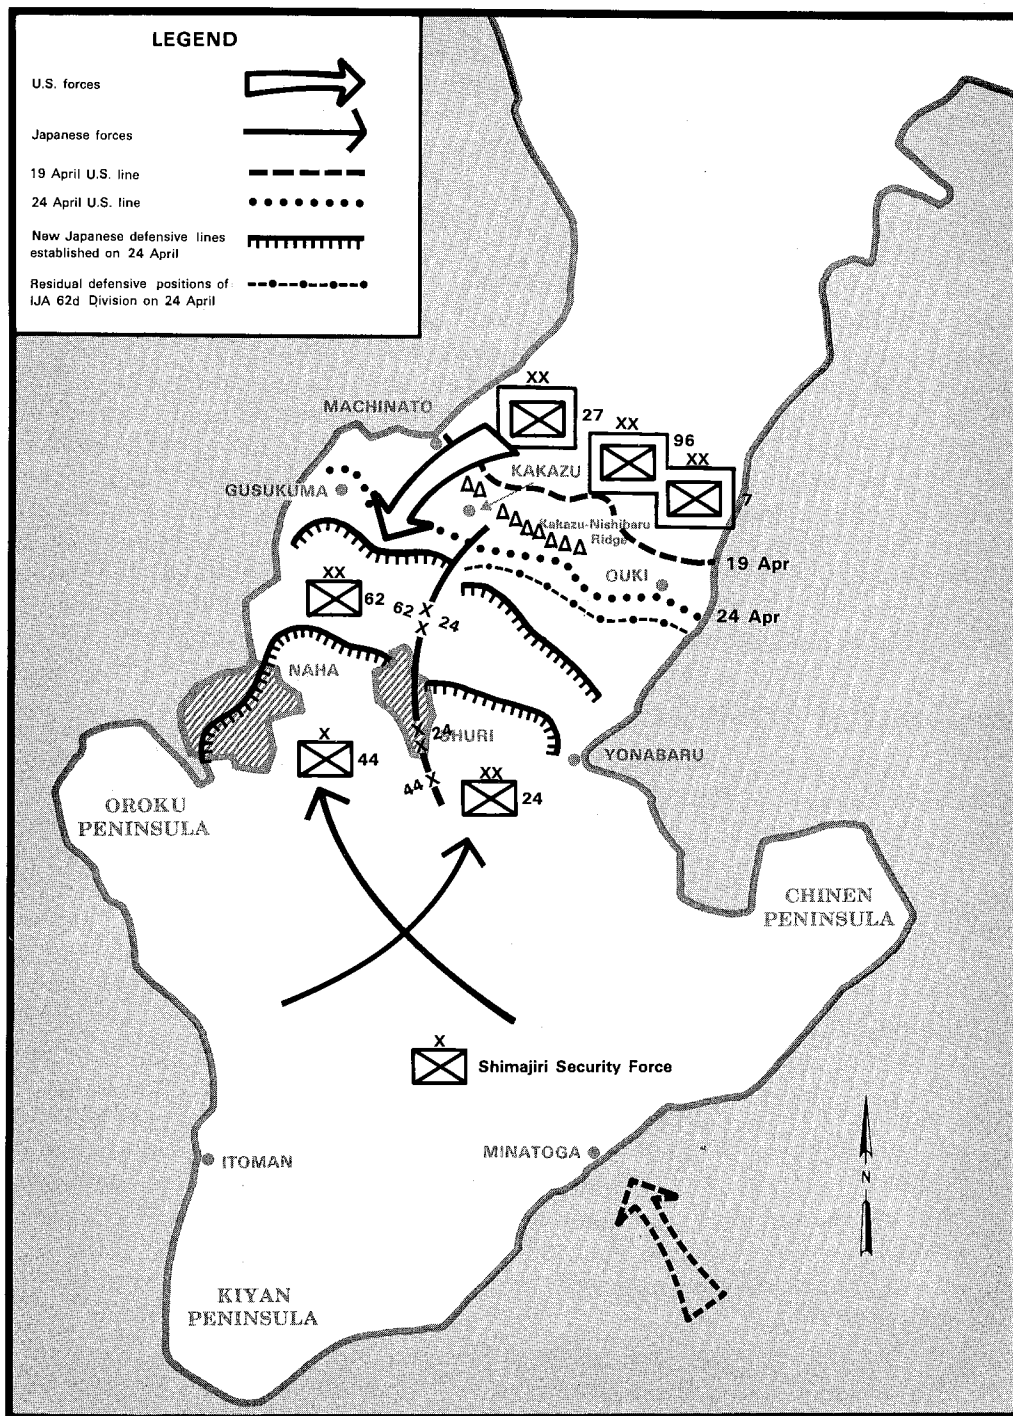 LEGEND
U.S. forces
Japanese forces
19 April U.S. line
24 April U.S. line
New Japanese defensive lines
established on 24 April
Residual defensive positions of
IJA 62d Division on 24 April
XX
27
MACHINATO
XX
96
XX
7
KAKAZU
GUSUKUMA
Kakazu-Nishibaru
Ridge
19 Apr
OUKI
XX
62
62 X
X 24
24 Apr
NAHA
X 24
X
SHURI
X
44
YONABARU
44 X
XX
24
OROKU
PENINSULA
CHINEN
PENINSULA
X
Shimajiri Security Force
MINATOGA
ITOMAN
N
KIYAN
PENINSULA